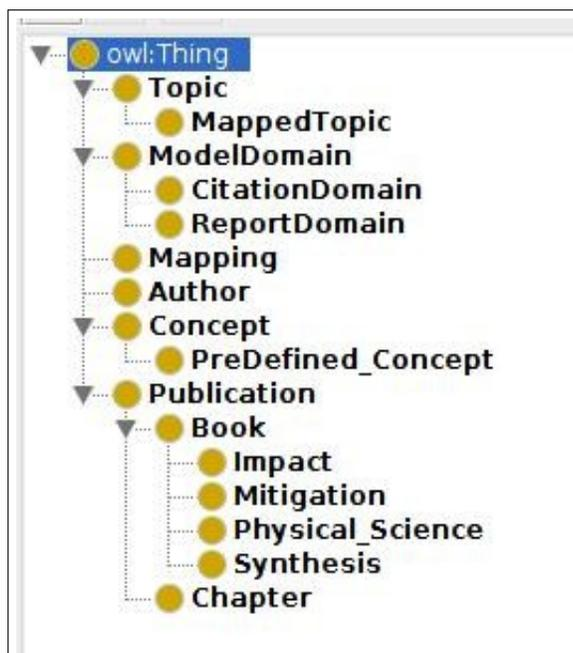 owl:Thing
Topic
MappedTopic
ModelDomain
CitationDomain
ReportDomain
Mapping
Author
Concept
PreDefined_Concept
Publication
Book
Impact
Mitigation
Physical_Science
Synthesis
Chapter